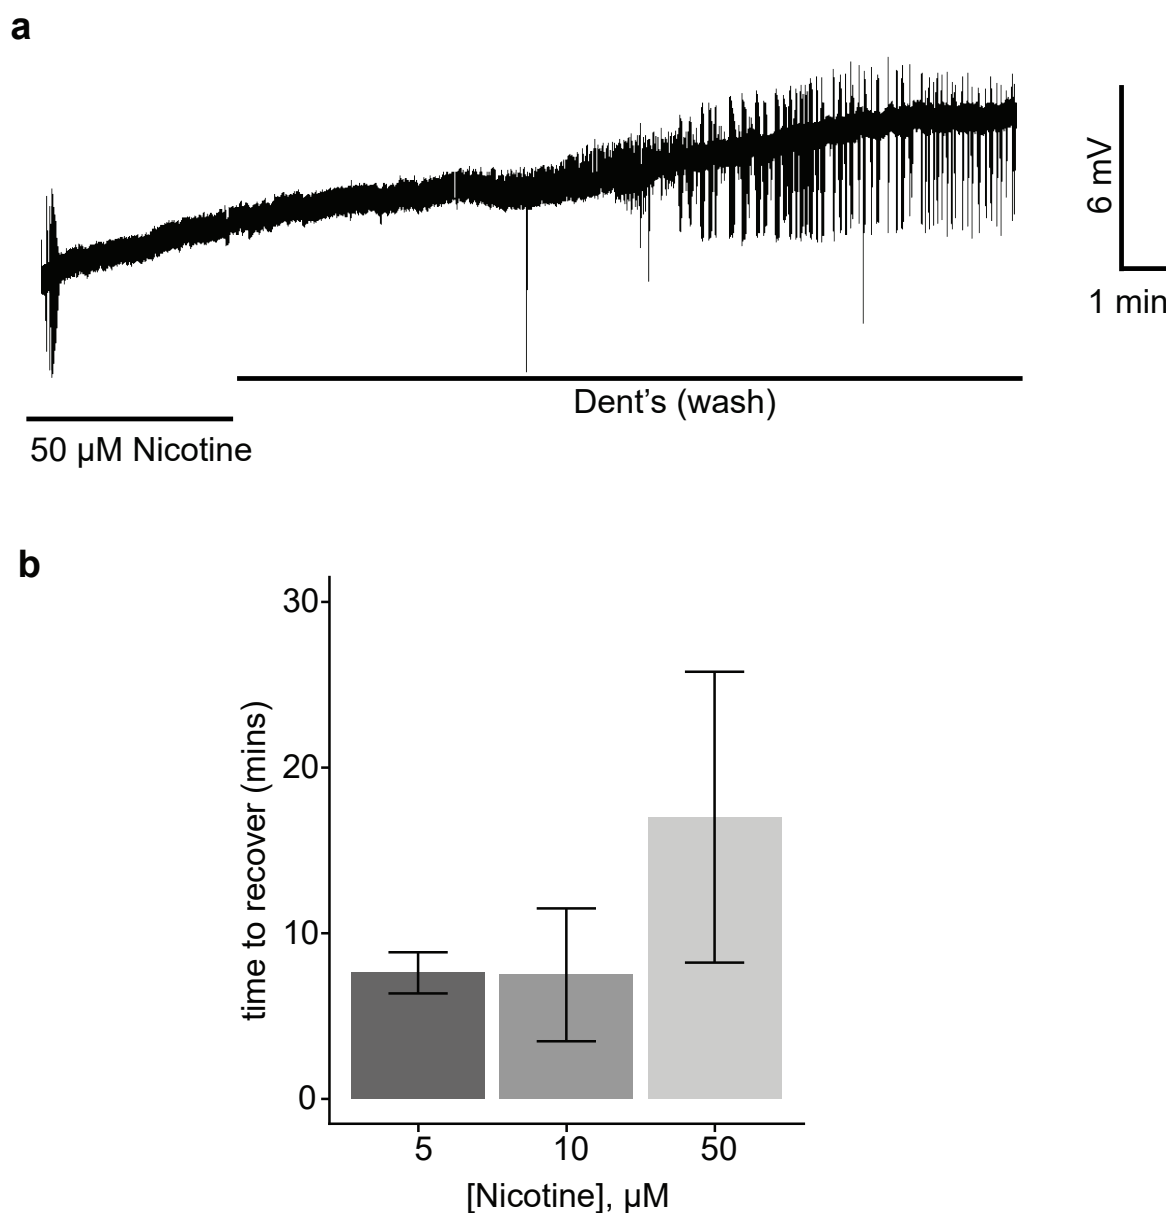 a
6 mV
1 min
Dent's (wash)
50 µM Nicotine
b
time to recover (mins)
30
20
10
0
5 10 50
[Nicotine], µM